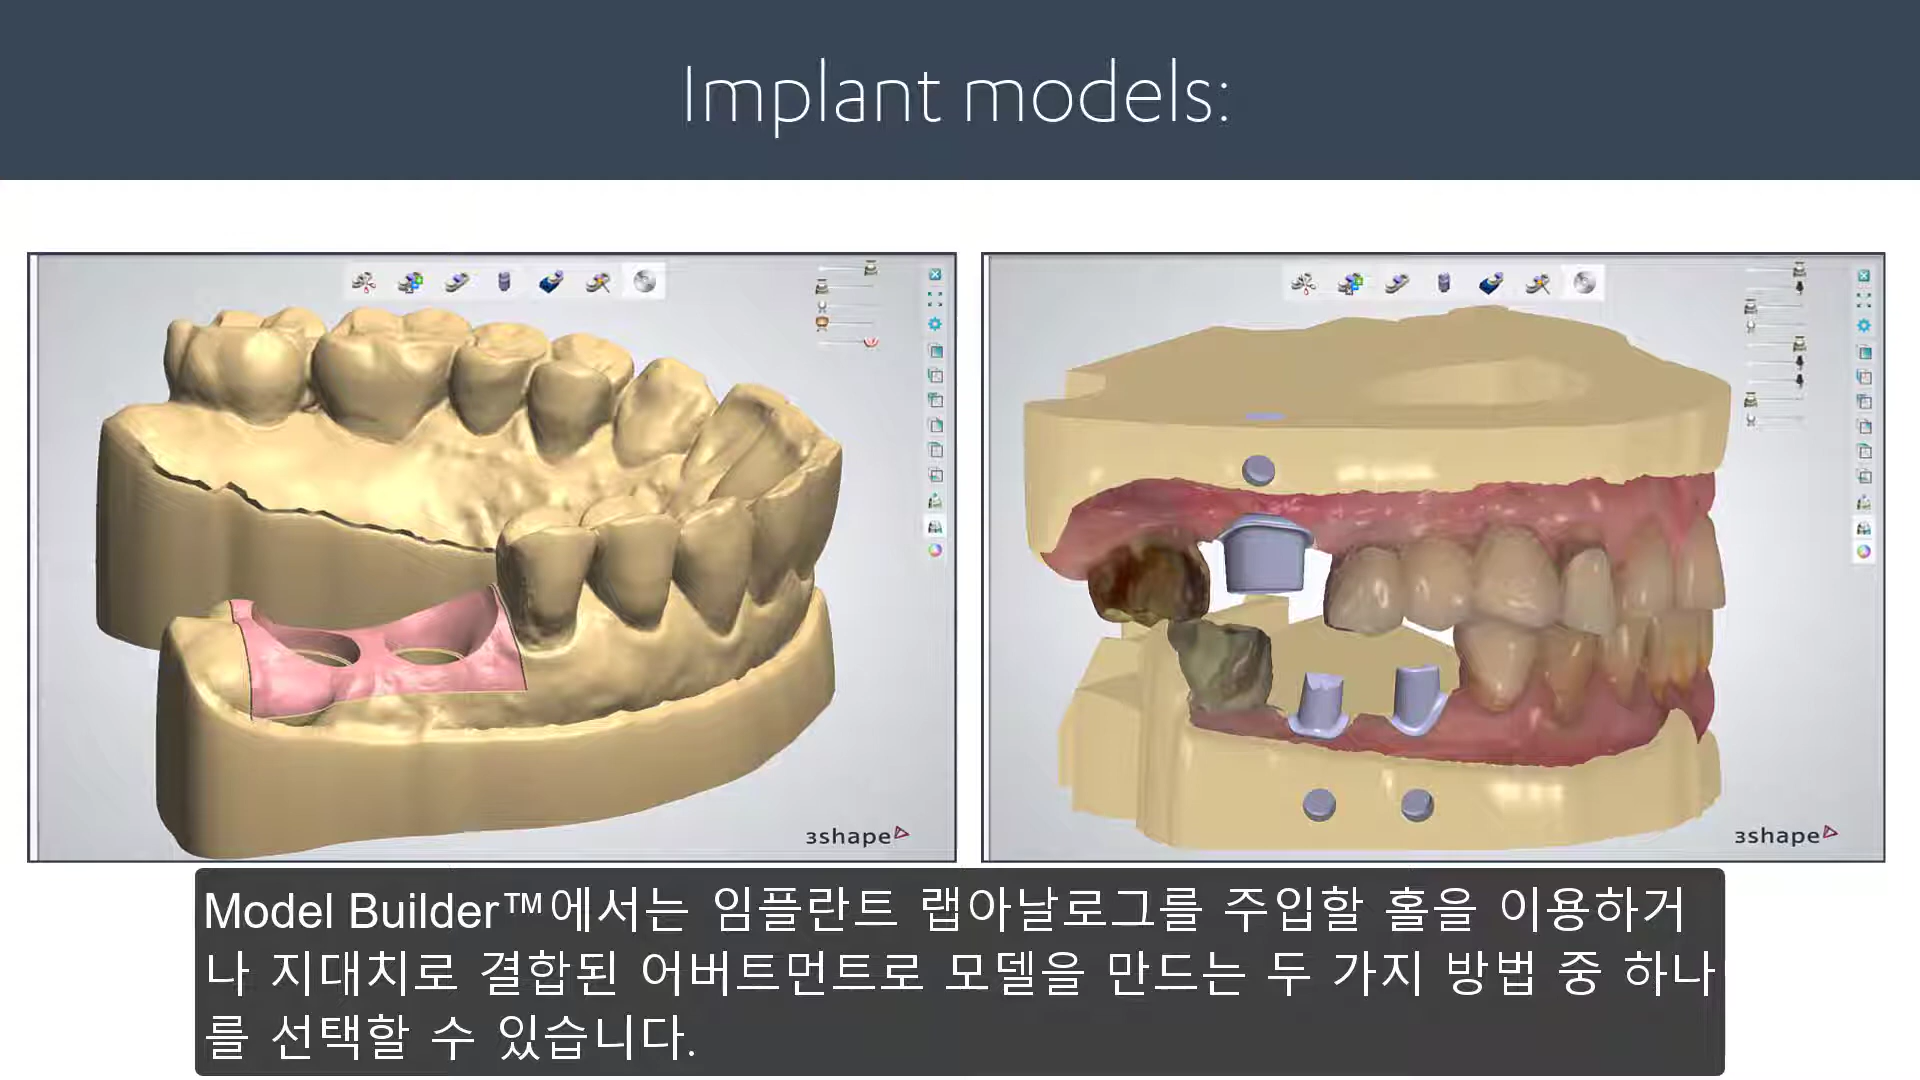 Implant models:
3shape
3shape
Model Builder™에서는 임플란트 랩아날로그를 주입할 홀을 이용하거
나 지대치로 결합된 어버트먼트로 모델을 만드는 두 가지 방법 중 하나
를 선택할 수 있습니다.